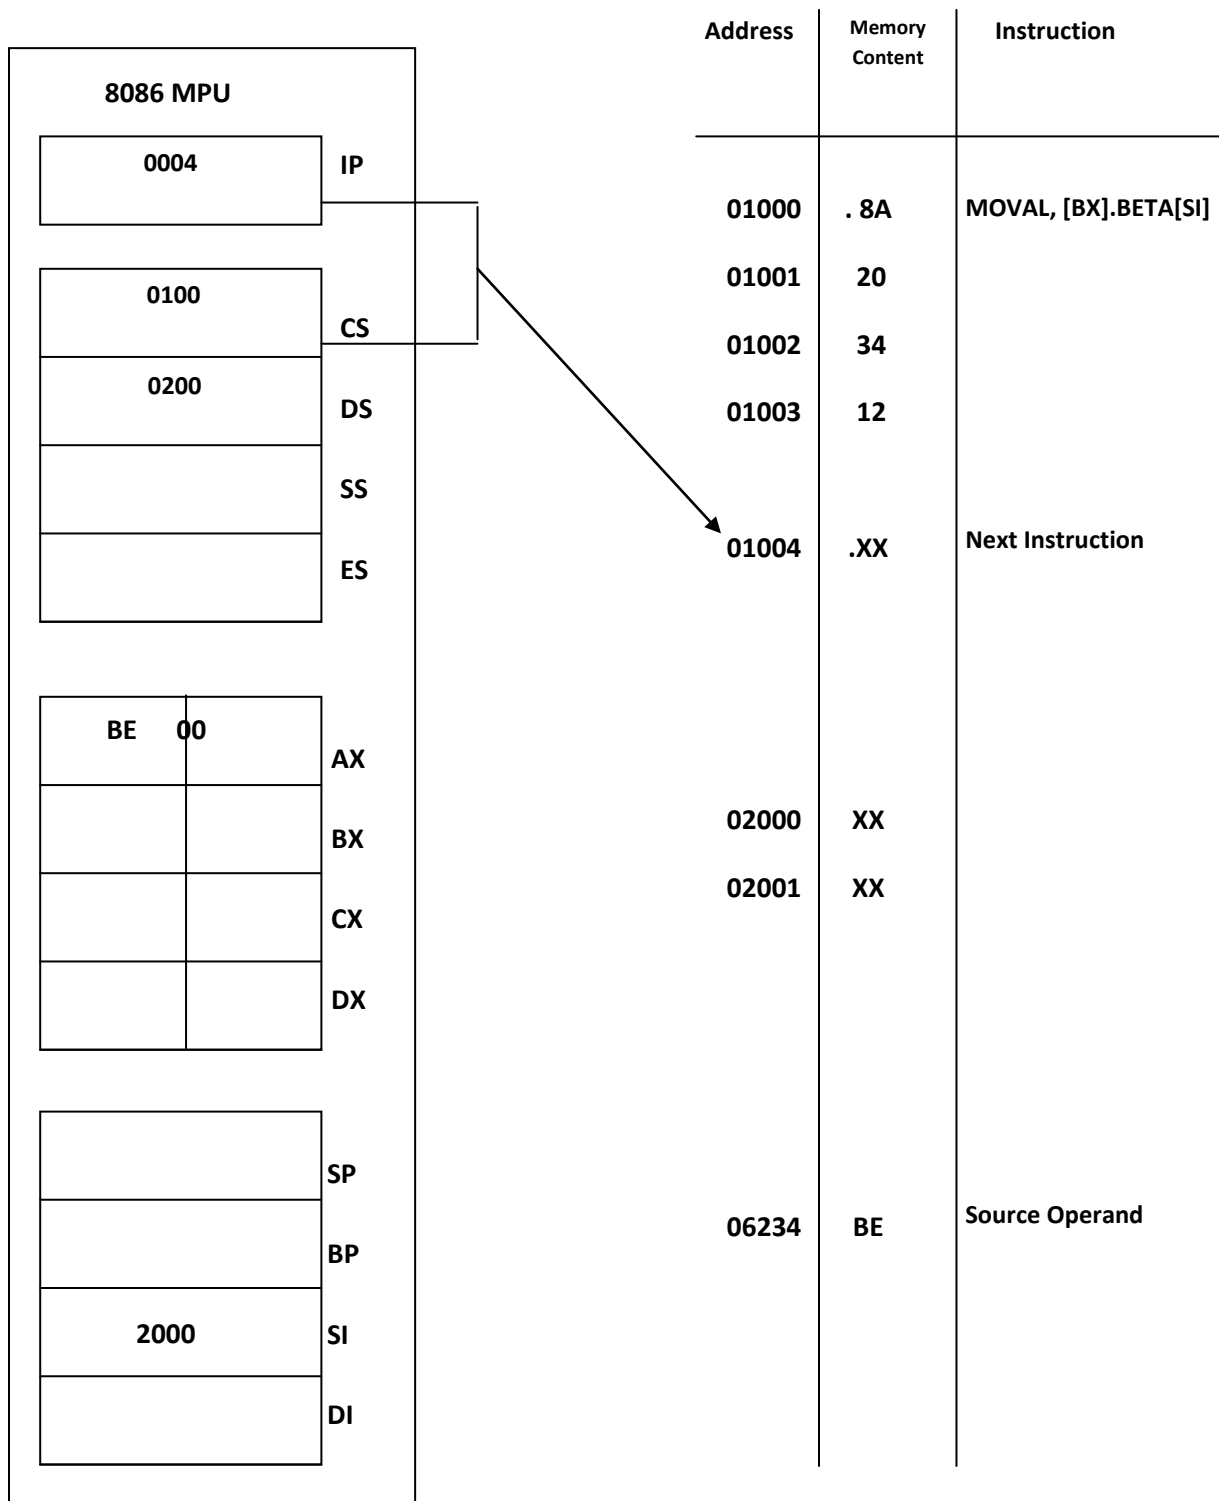 8086 MPU
0004
IP
0100
CS
0200
DS
SS
ES
BE 00
AX
BX
CX
DX
SP
BP
2000
SI
DI
Address Memory Content Instruction
01000 . 8A MOVAL, [BX].BETA[SI]
01001 20
01002 34
01003 12
01004 .XX Next Instruction
02000 XX
02001 XX
06234 BE Source Operand